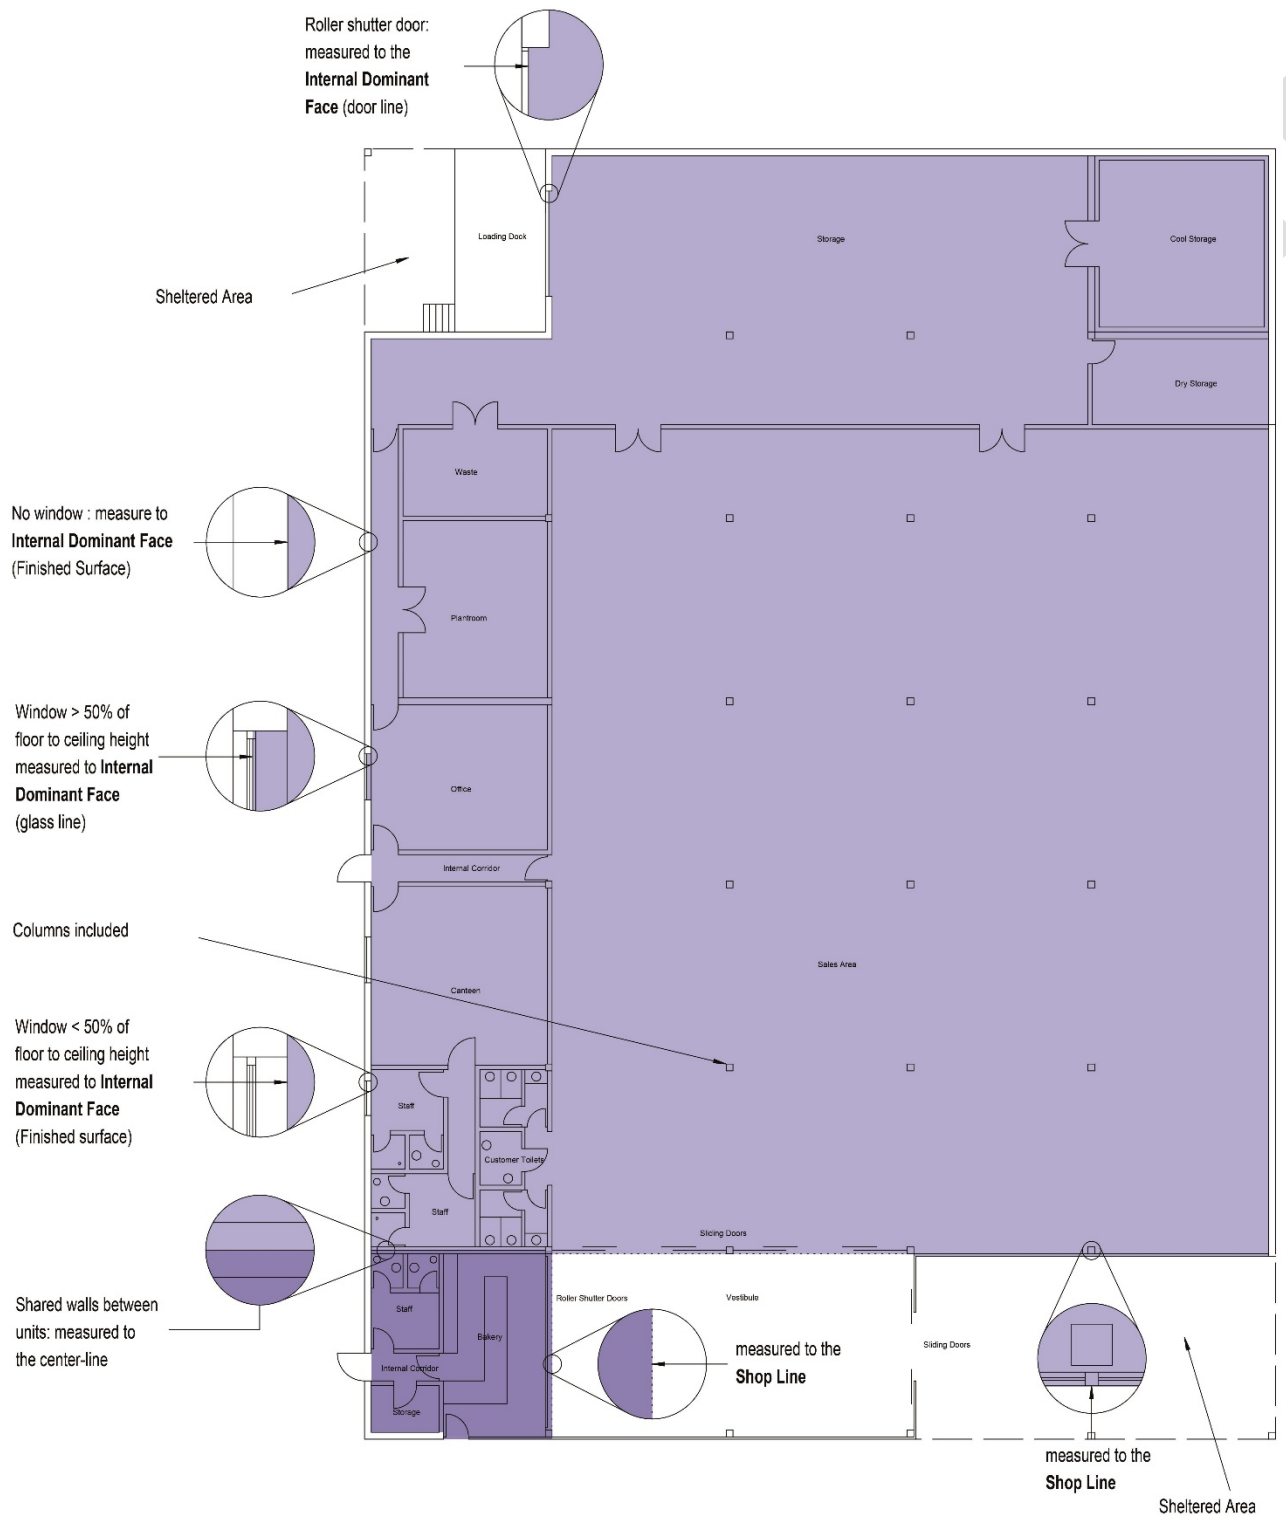 Roller shutter door:
measured to the
Internal Dominant
Face (door line)
Loading Dock
Storage
Cool Storage
Sheltered Area
Dry Storage
Waste
No window : measure to
Internal Dominant Face
(Finished Surface)
Plantroom
Window > 50% of
floor to ceiling height
measured to Internal
Dominant Face
(glass line)
Office
Internal Corridor
Columns included
Sales Area
Canteen
Window < 50% of
floor to ceiling height
measured to Internal
Dominant Face
(Finished surface)
Staff
Customer Toilets
Staff
Sliding Doors
Shared walls between
units: measured to
the center-line
Staff
Bakery
Internal Corridor
Storage
Roller Shutter Doors
Vestibule
measured to the
Shop Line
Sliding Doors
measured to the
Shop Line
Sheltered Area